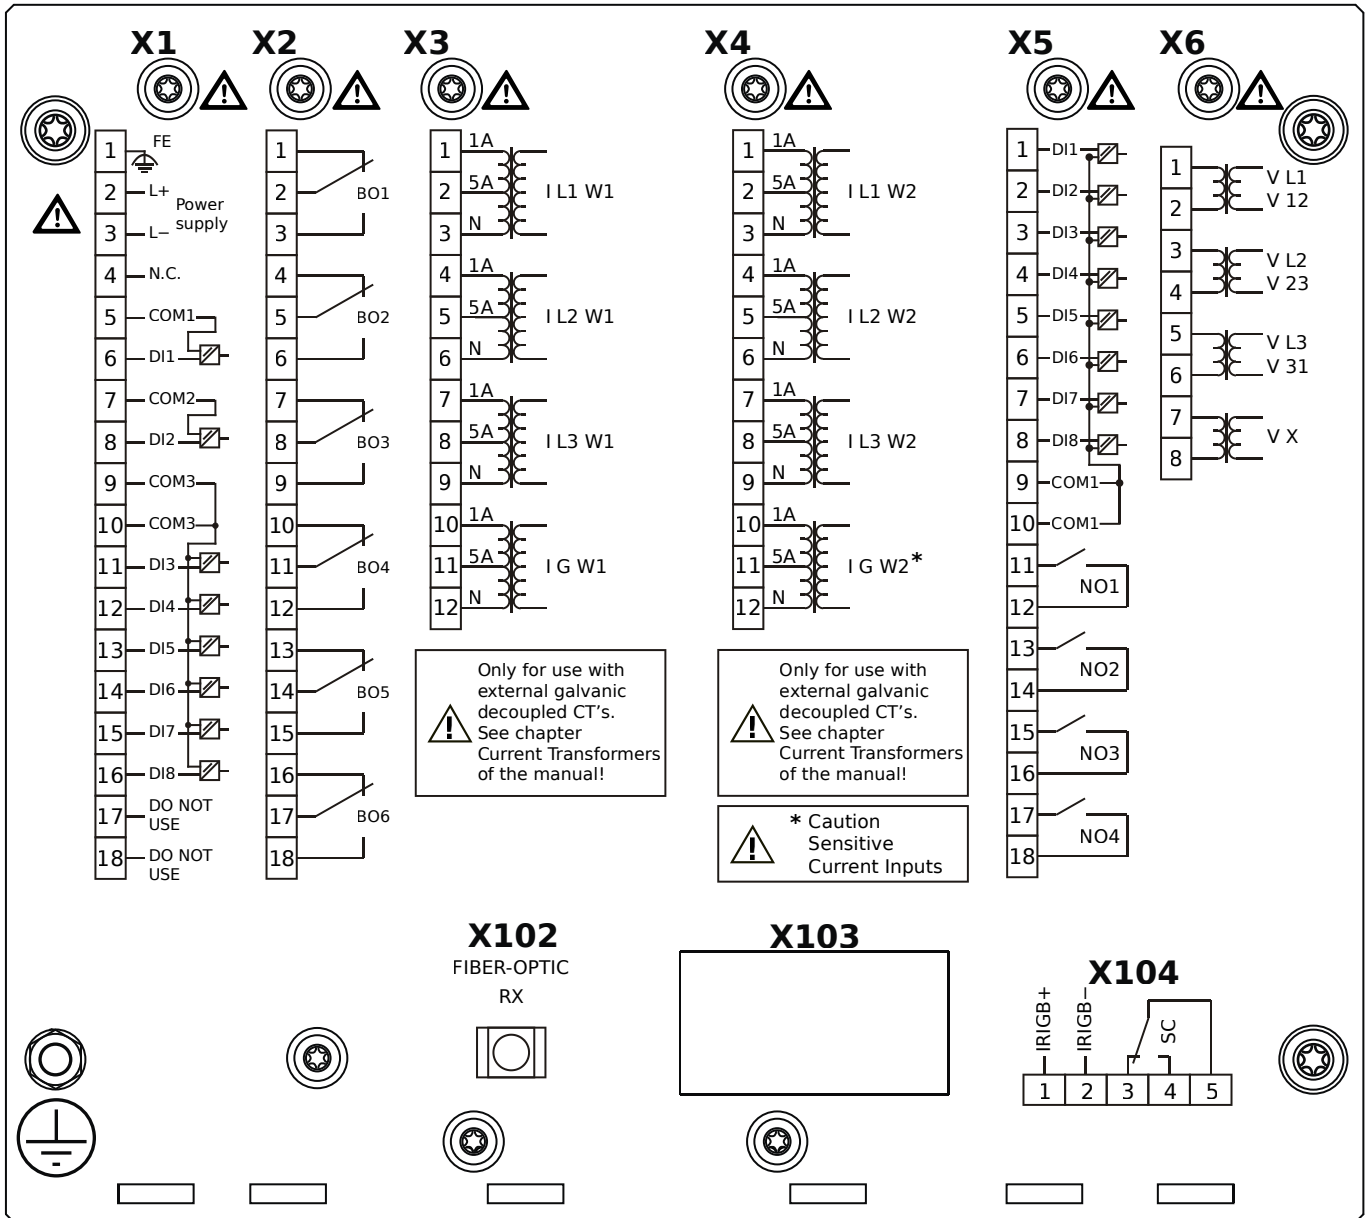 X1
X2
X3
X4
X5
X6
1 FE
2 L+
Power
supply
3 L−
4 N.C.
5 COM1
6 DI1
7 COM2
8 DI2
9 COM3
10 COM3
11 DI3
12 DI4
13 DI5
14 DI6
15 DI7
16 DI8
17 DO NOT
USE
18 DO NOT
USE
1
2 BO1
3
4
5 BO2
6
7
8 BO3
9
10
11 BO4
12
13
14 BO5
15
16
17 BO6
18
1 1A
2 5A I L1 W1
3 N
4 1A
5 5A I L2 W1
6 N
7 1A
8 5A I L3 W1
9 N
10 1A
11 5A I G W1
12 N
Only for use with
external galvanic
decoupled CT's.
See chapter
Current Transformers
of the manual!
1 1A
2 5A I L1 W2
3 N
4 1A
5 5A I L2 W2
6 N
7 1A
8 5A I L3 W2
9 N
10 1A
11 5A I G W2*
12 N
Only for use with
external galvanic
decoupled CT's.
See chapter
Current Transformers
of the manual!
* Caution
Sensitive
Current Inputs
1 DI1
2 DI2
3 DI3
4 DI4
5 DI5
6 DI6
7 DI7
8 DI8
9 COM1
10 COM1
11
NO1
12
13
NO2
14
15
NO3
16
17
NO4
18
1 V L1
2 V 12
3 V L2
4 V 23
5 V L3
6 V 31
7
V X
8
X102
FIBER-OPTIC
RX
X103
X104
IRIGB+
IRIGB−
SC
1 2 3 4 5